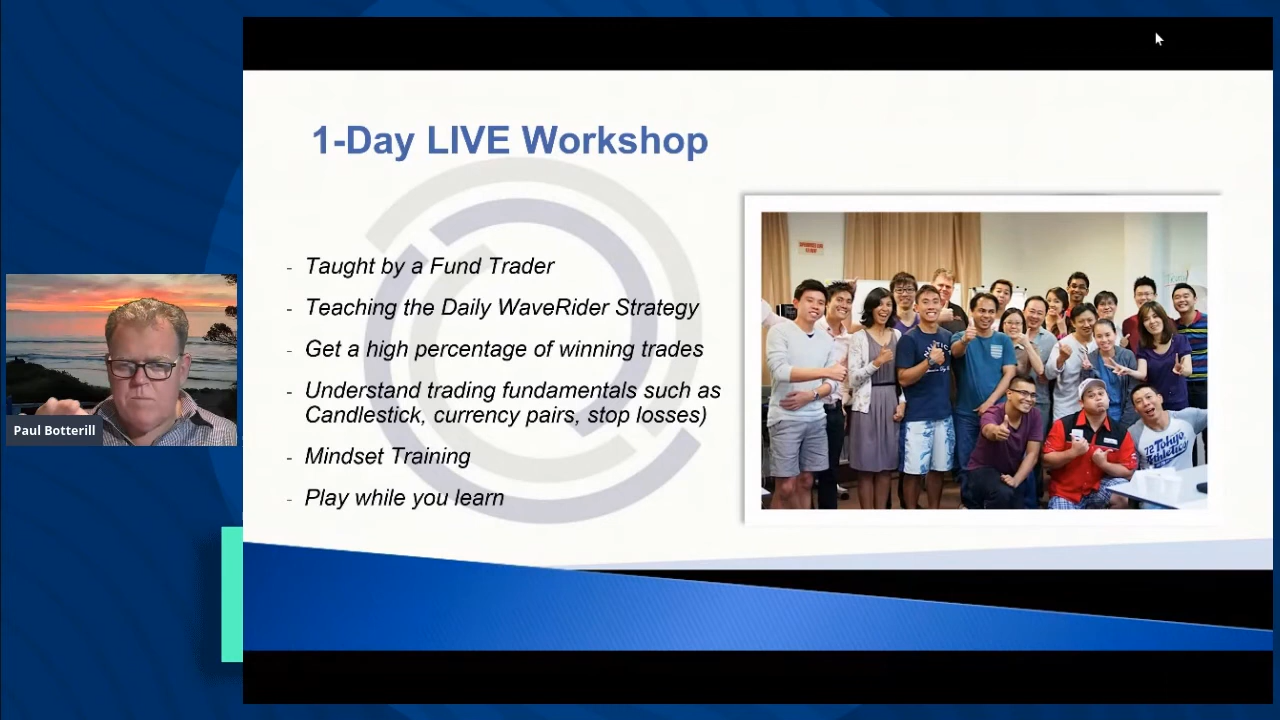 1-Day LIVE Workshop
- Taught by a Fund Trader
- Teaching the Daily WaveRider Strategy
- Get a high percentage of winning trades
- Understand trading fundamentals such as
Candlestick, currency pairs, stop losses)
- Mindset Training
- Play while you learn
Paul Botterill